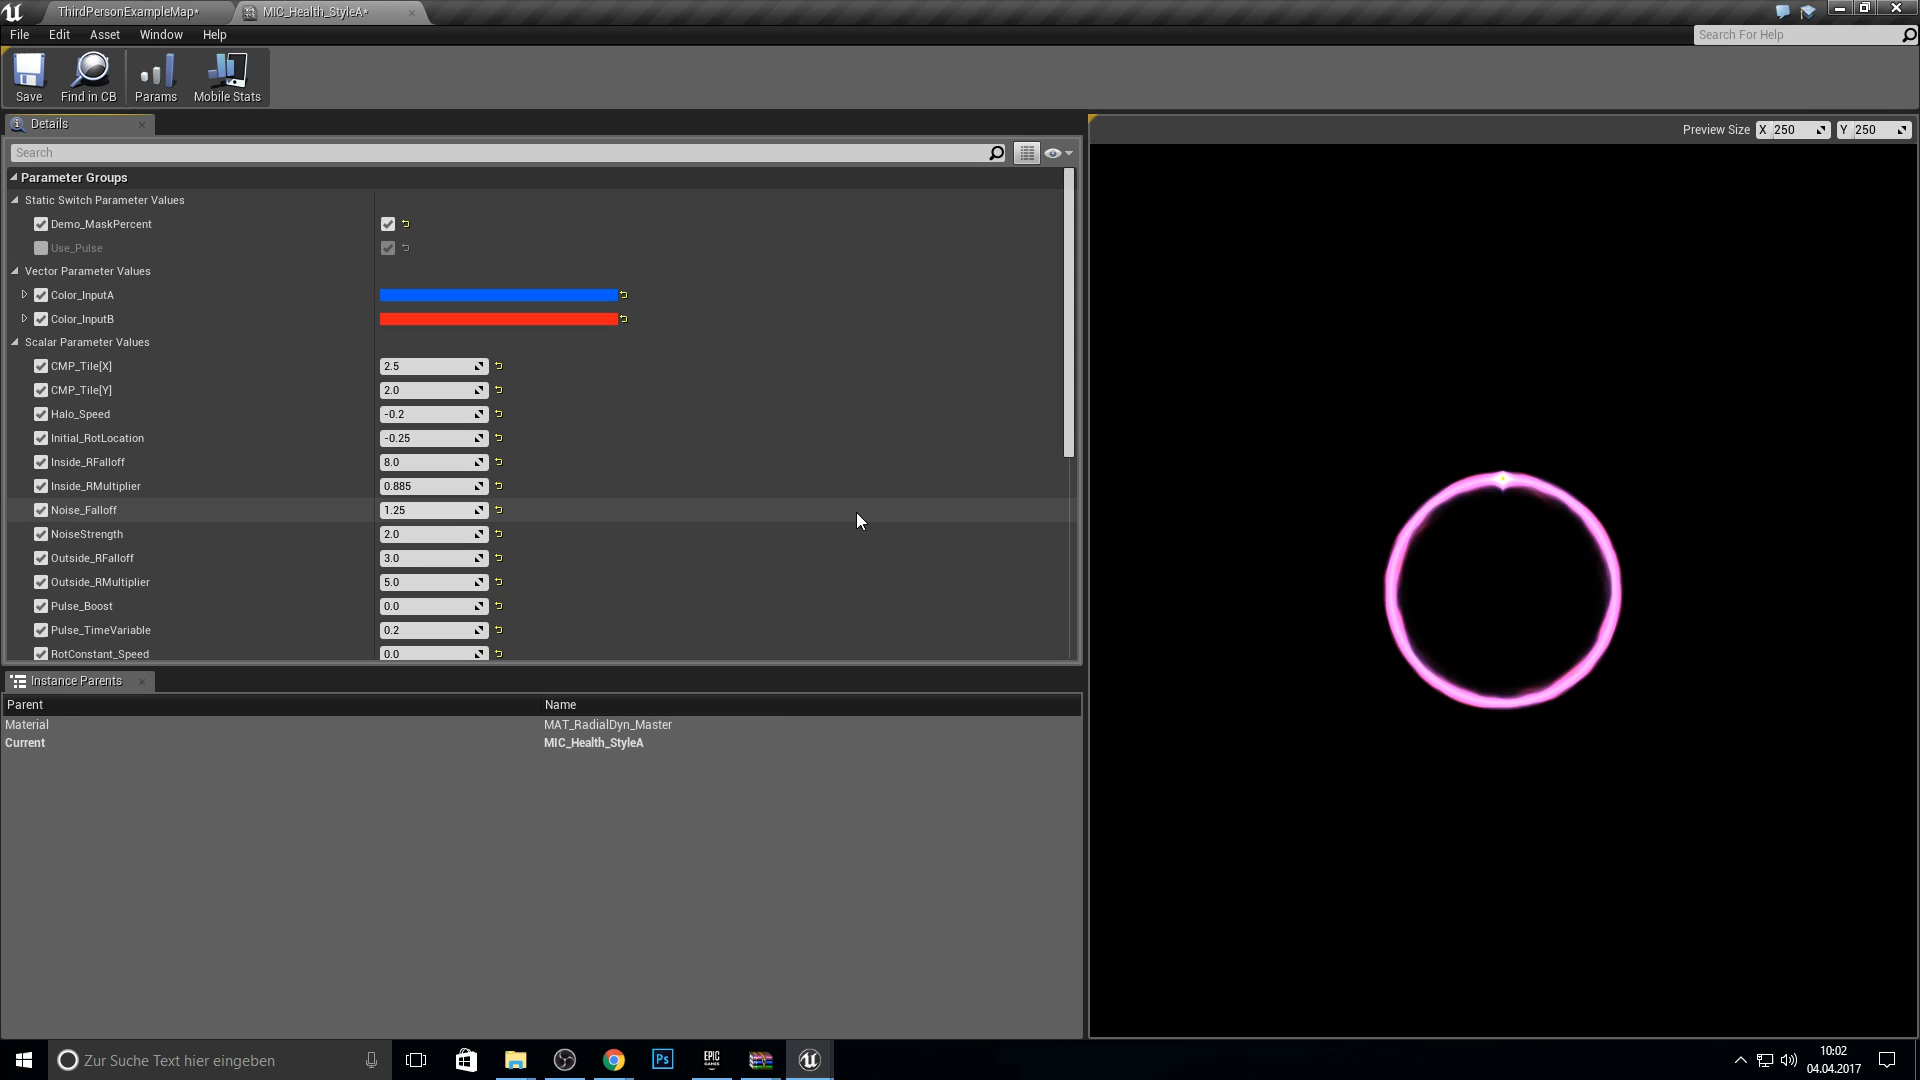 ThirdPersonExampleMap*
MIC_Health_StyleA*
File Edit Asset Window Help
Search For Help
Save Find in CB Params Mobile Stats
Details
Preview Size X 250 Y 250
Search
Parameter Groups
Static Switch Parameter Values
Demo_MaskPercent
Use_Pulse
Vector Parameter Values
Color_InputA
Color_InputB
Scalar Parameter Values
CMP_Tile[X] 2.5
CMP_Tile[Y] 2.0
Halo_Speed -0.2
Initial_RotLocation -0.25
Inside_RFalloff 8.0
Inside_RMultiplier 0.885
Noise_Falloff 1.25
NoiseStrength 2.0
Outside_RFalloff 3.0
Outside_RMultiplier 5.0
Pulse_Boost 0.0
Pulse_TimeVariable 0.2
RotConstant_Speed 0.0
Instance Parents
Parent Name
Material MAT_RadialDyn_Master
Current MIC_Health_StyleA
Zur Suche Text hier eingeben
Ps
EPIC GAMES
10:02
04.04.2017